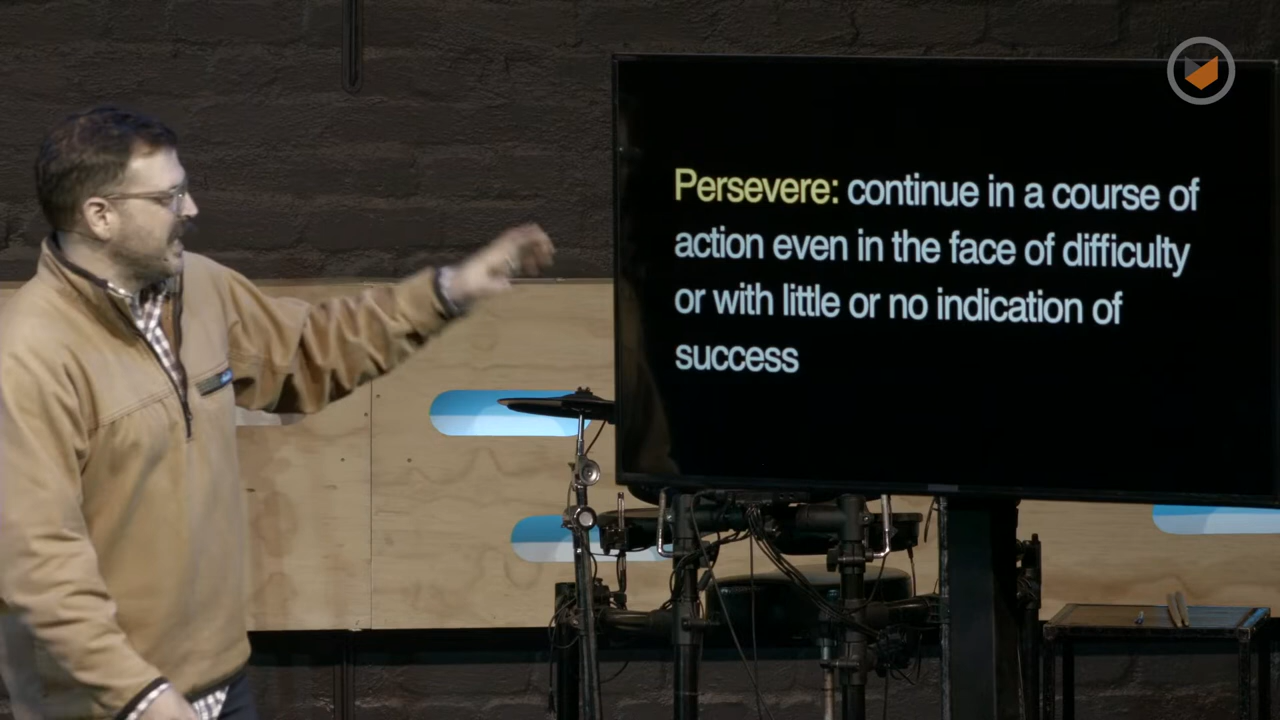 Persevere: continue in a course of
action even in the face of difficulty
or with little or no indication of
success